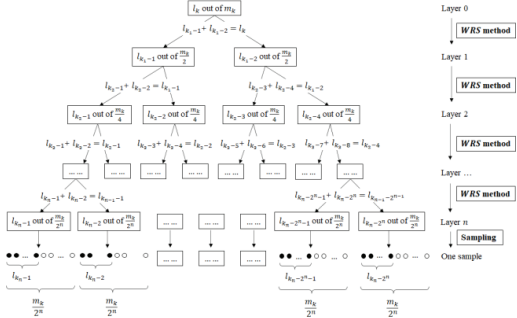 l_k out of m_k
Layer 0
l_{k_1-1} + l_{k_1-2} = l_k
WRS method
l_{k_1-1} out of m_k/2
l_{k_1-2} out of m_k/2
Layer 1
l_{k_2-1} + l_{k_2-2} = l_{k_1-1}
l_{k_2-3} + l_{k_2-4} = l_{k_1-2}
WRS method
l_{k_2-1} out of m_k/4
l_{k_2-2} out of m_k/4
l_{k_2-3} out of m_k/4
l_{k_2-4} out of m_k/4
Layer 2
l_{k_3-1} + l_{k_3-2} = l_{k_2-1}
l_{k_3-3} + l_{k_3-4} = l_{k_2-2}
l_{k_3-5} + l_{k_3-6} = l_{k_2-3}
l_{k_3-7} + l_{k_3-8} = l_{k_2-4}
WRS method
... ...
... ...
... ...
... ...
... ...
... ...
Layer ...
l_{k_n-1} + l_{k_n-2} = l_{k_{n-1}-1}
l_{k_n-2^n-1} + l_{k_n-2^n} = l_{k_{n-1}-2^{n-1}}
WRS method
l_{k_n-1} out of m_k/2^n
l_{k_n-2} out of m_k/2^n
... ...
... ...
... ...
l_{k_n-2^n-1} out of m_k/2^n
l_{k_n-2^n} out of m_k/2^n
Layer n
Sampling
... ...
... ...
... ...
One sample
l_{k_n-1}
l_{k_n-2}
l_{k_n-2^n-1}
l_{k_n-2^n}
m_k/2^n
m_k/2^n
m_k/2^n
m_k/2^n